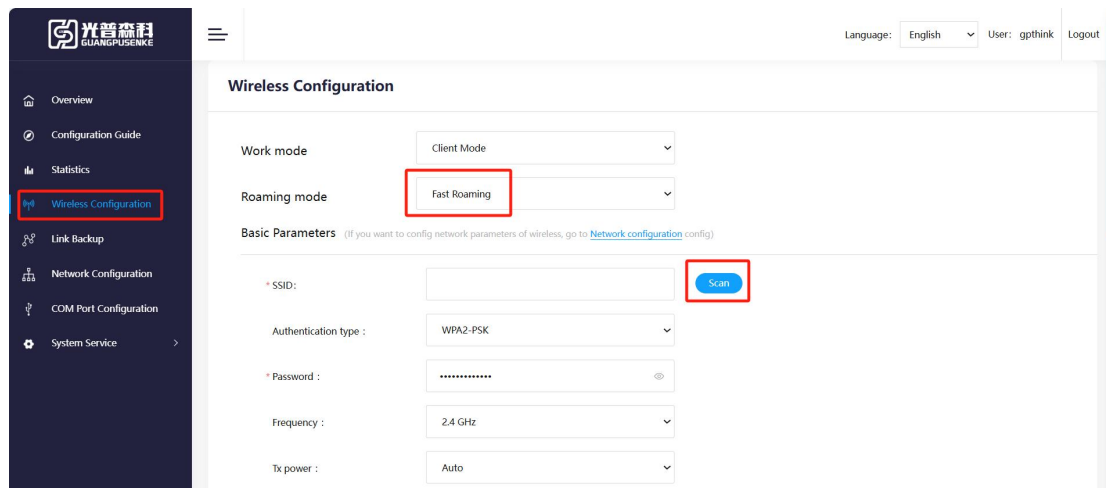 光普森科
GUANGPUSENKE
Language: English User: gpthink Logout
Overview
Configuration Guide
Statistics
Wireless Configuration
Link Backup
Network Configuration
COM Port Configuration
System Service
Wireless Configuration
Work mode Client Mode
Roaming mode Fast Roaming
Basic Parameters (If you want to config network parameters of wireless, go to Network configuration config)
* SSID: Scan
Authentication type : WPA2-PSK
* Password : •••••••••••••
Frequency : 2.4 GHz
Tx power : Auto